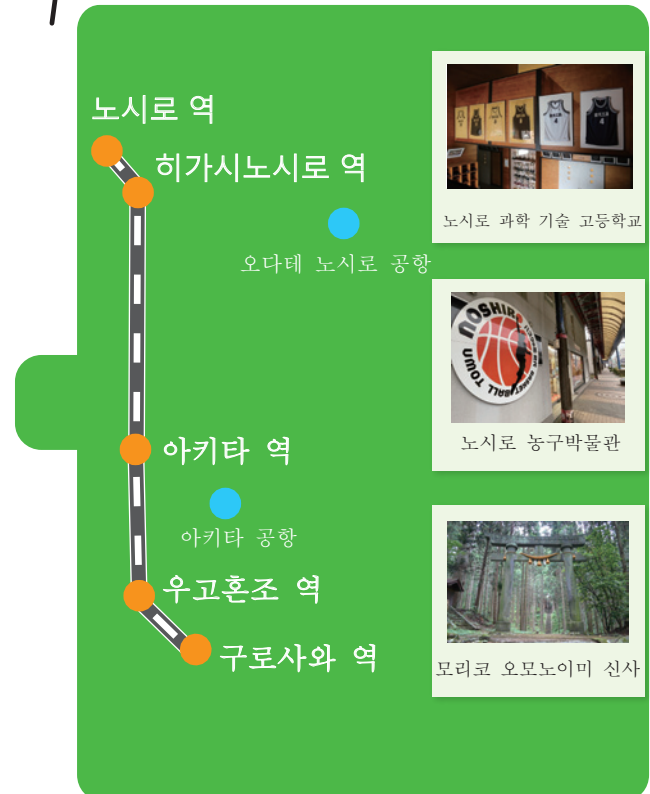 노시로 역
히가시노시로 역
오다테 노시로 공항
아키타 역
아키타 공항
우고혼조 역
구로사와 역
노시로 과학 기술 고등학교
NOSHIRO
BASKETBALL TOWN
노시로 농구박물관
모리코 오모노이미 신사